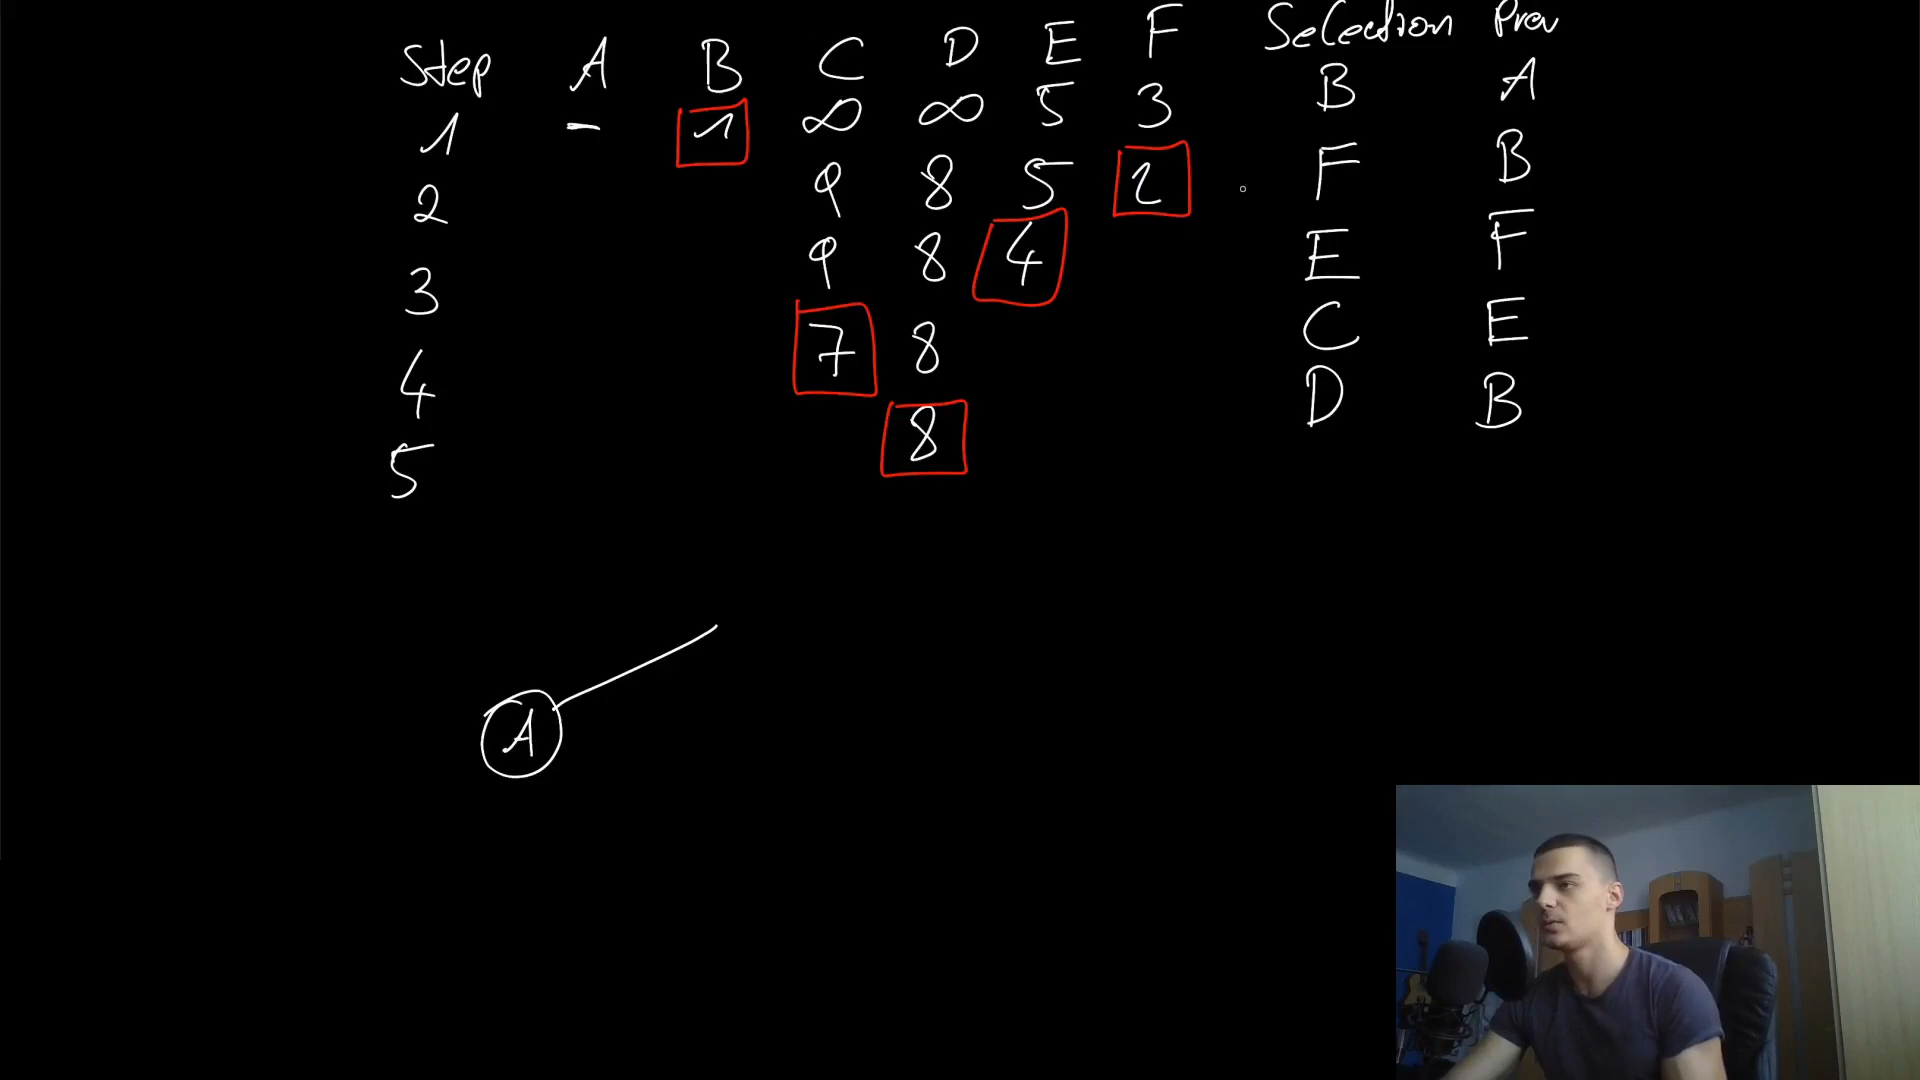 Step A B C D E F Selection Prev
1 - 1 ∞ ∞ 5 3 B A
2 9 8 5 2 F B
3 9 8 4 E F
4 7 8 C E
5 8 D B
A